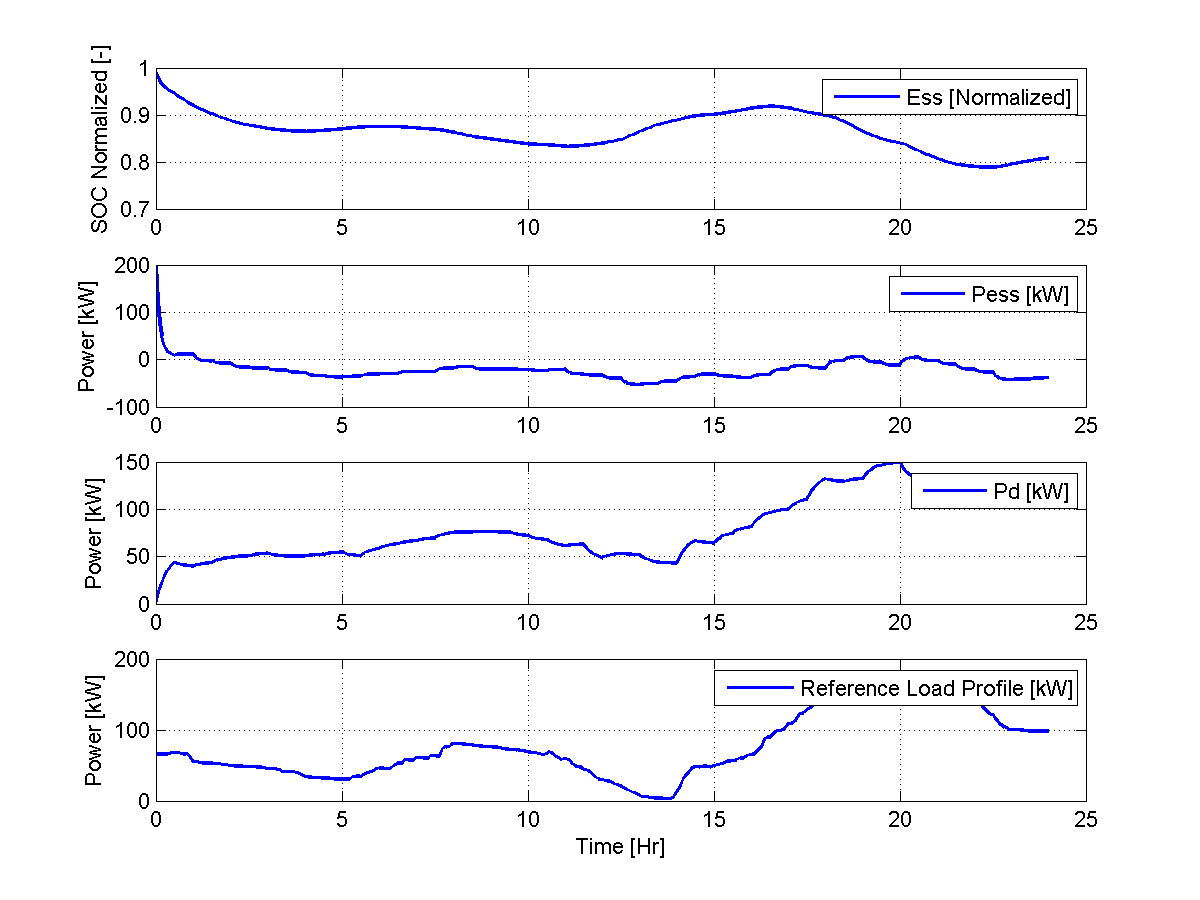 SOC Normalized [-]
1
0.9
0.8
0.7
Ess [Normalized]
0 5 10 15 20 25
Power [kW]
200
100
0
-100
Pess [kW]
0 5 10 15 20 25
Power [kW]
150
100
50
0
Pd [kW]
0 5 10 15 20 25
Power [kW]
200
100
0
Reference Load Profile [kW]
0 5 10 15 20 25
Time [Hr]